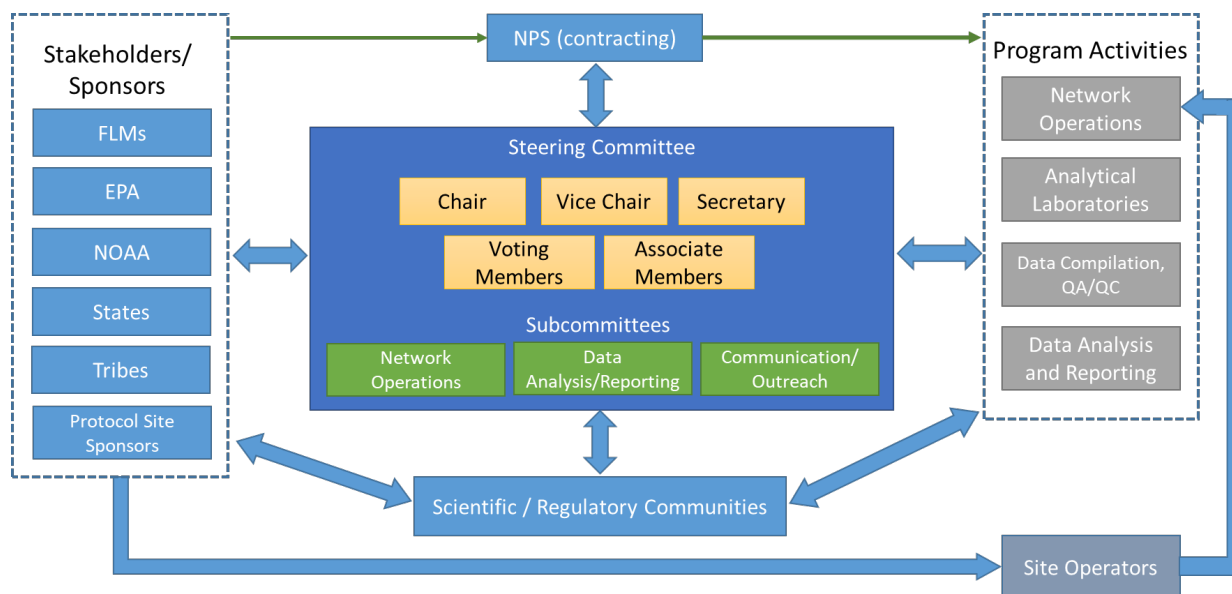 NPS (contracting)
Stakeholders/
Sponsors
FLMs
EPA
NOAA
States
Tribes
Protocol Site
Sponsors
Steering Committee
Chair
Vice Chair
Secretary
Voting
Members
Associate
Members
Subcommittees
Network
Operations
Data
Analysis/Reporting
Communication/
Outreach
Program Activities
Network
Operations
Analytical
Laboratories
Data Compilation,
QA/QC
Data Analysis
and Reporting
Scientific / Regulatory Communities
Site Operators